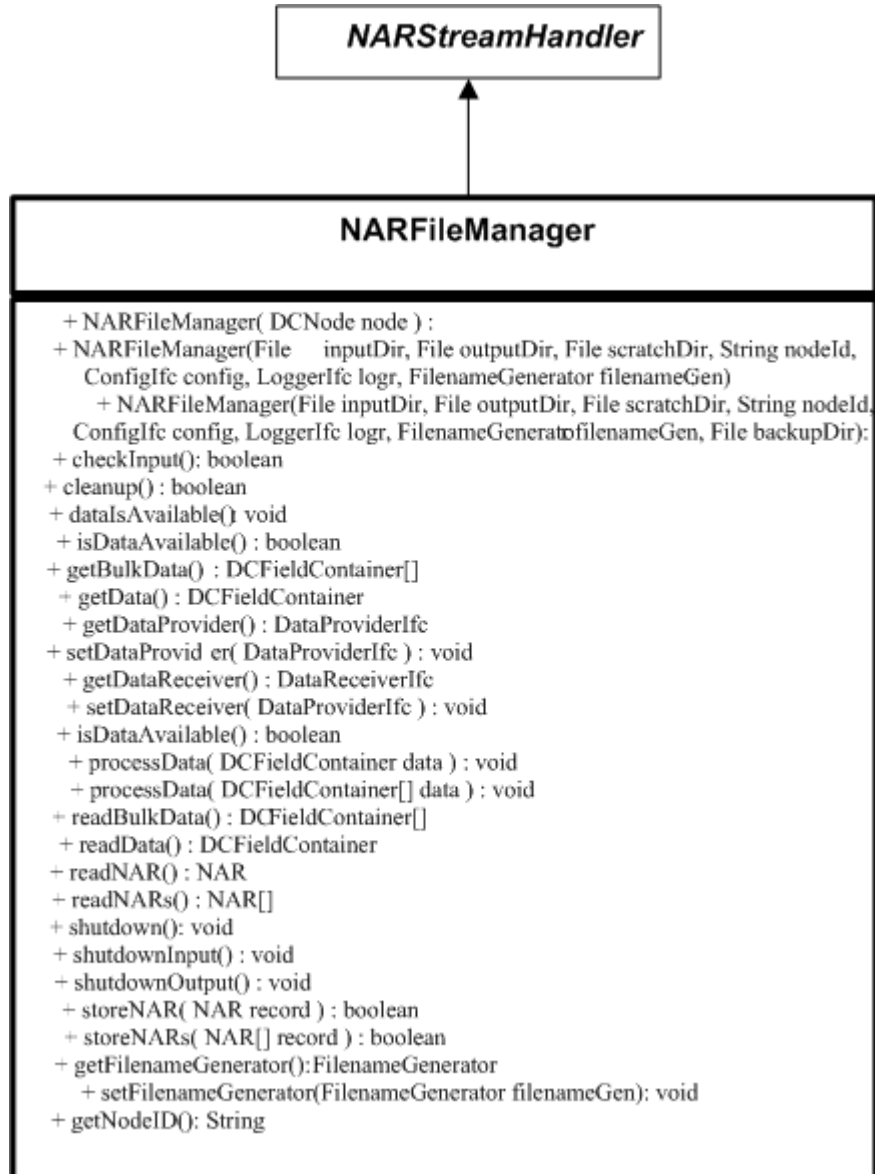 NARStreamHandler
NARFileManager
+ NARFileManager( DCNode node ) :
+ NARFileManager(File inputDir, File outputDir, File scratchDir, String nodeId,
ConfigIfc config, LoggerIfc logr, FilenameGenerator filenameGen)
+ NARFileManager(File inputDir, File outputDir, File scratchDir, String nodeId,
ConfigIfc config, LoggerIfc logr, FilenameGeneratofilenameGen, File backupDir):
+ checkInput(): boolean
+ cleanup() : boolean
+ dataIsAvailable(): void
+ isDataAvailable() : boolean
+ getBulkData() : DCFieldContainer[]
+ getData() : DCFieldContainer
+ getDataProvider() : DataProviderIfc
+ setDataProvid er( DataProviderIfc ) : void
+ getDataReceiver() : DataReceiverIfc
+ setDataReceiver( DataProviderIfc ) : void
+ isDataAvailable() : boolean
+ processData( DCFieldContainer data ) : void
+ processData( DCFieldContainer[] data ) : void
+ readBulkData() : DCFieldContainer[]
+ readData() : DCFieldContainer
+ readNAR() : NAR
+ readNARs() : NAR[]
+ shutdown(): void
+ shutdownInput() : void
+ shutdownOutput() : void
+ storeNAR( NAR record ) : boolean
+ storeNARs( NAR[] record ) : boolean
+ getFilenameGenerator():FilenameGenerator
+ setFilenameGenerator(FilenameGenerator filenameGen): void
+ getNodeID(): String